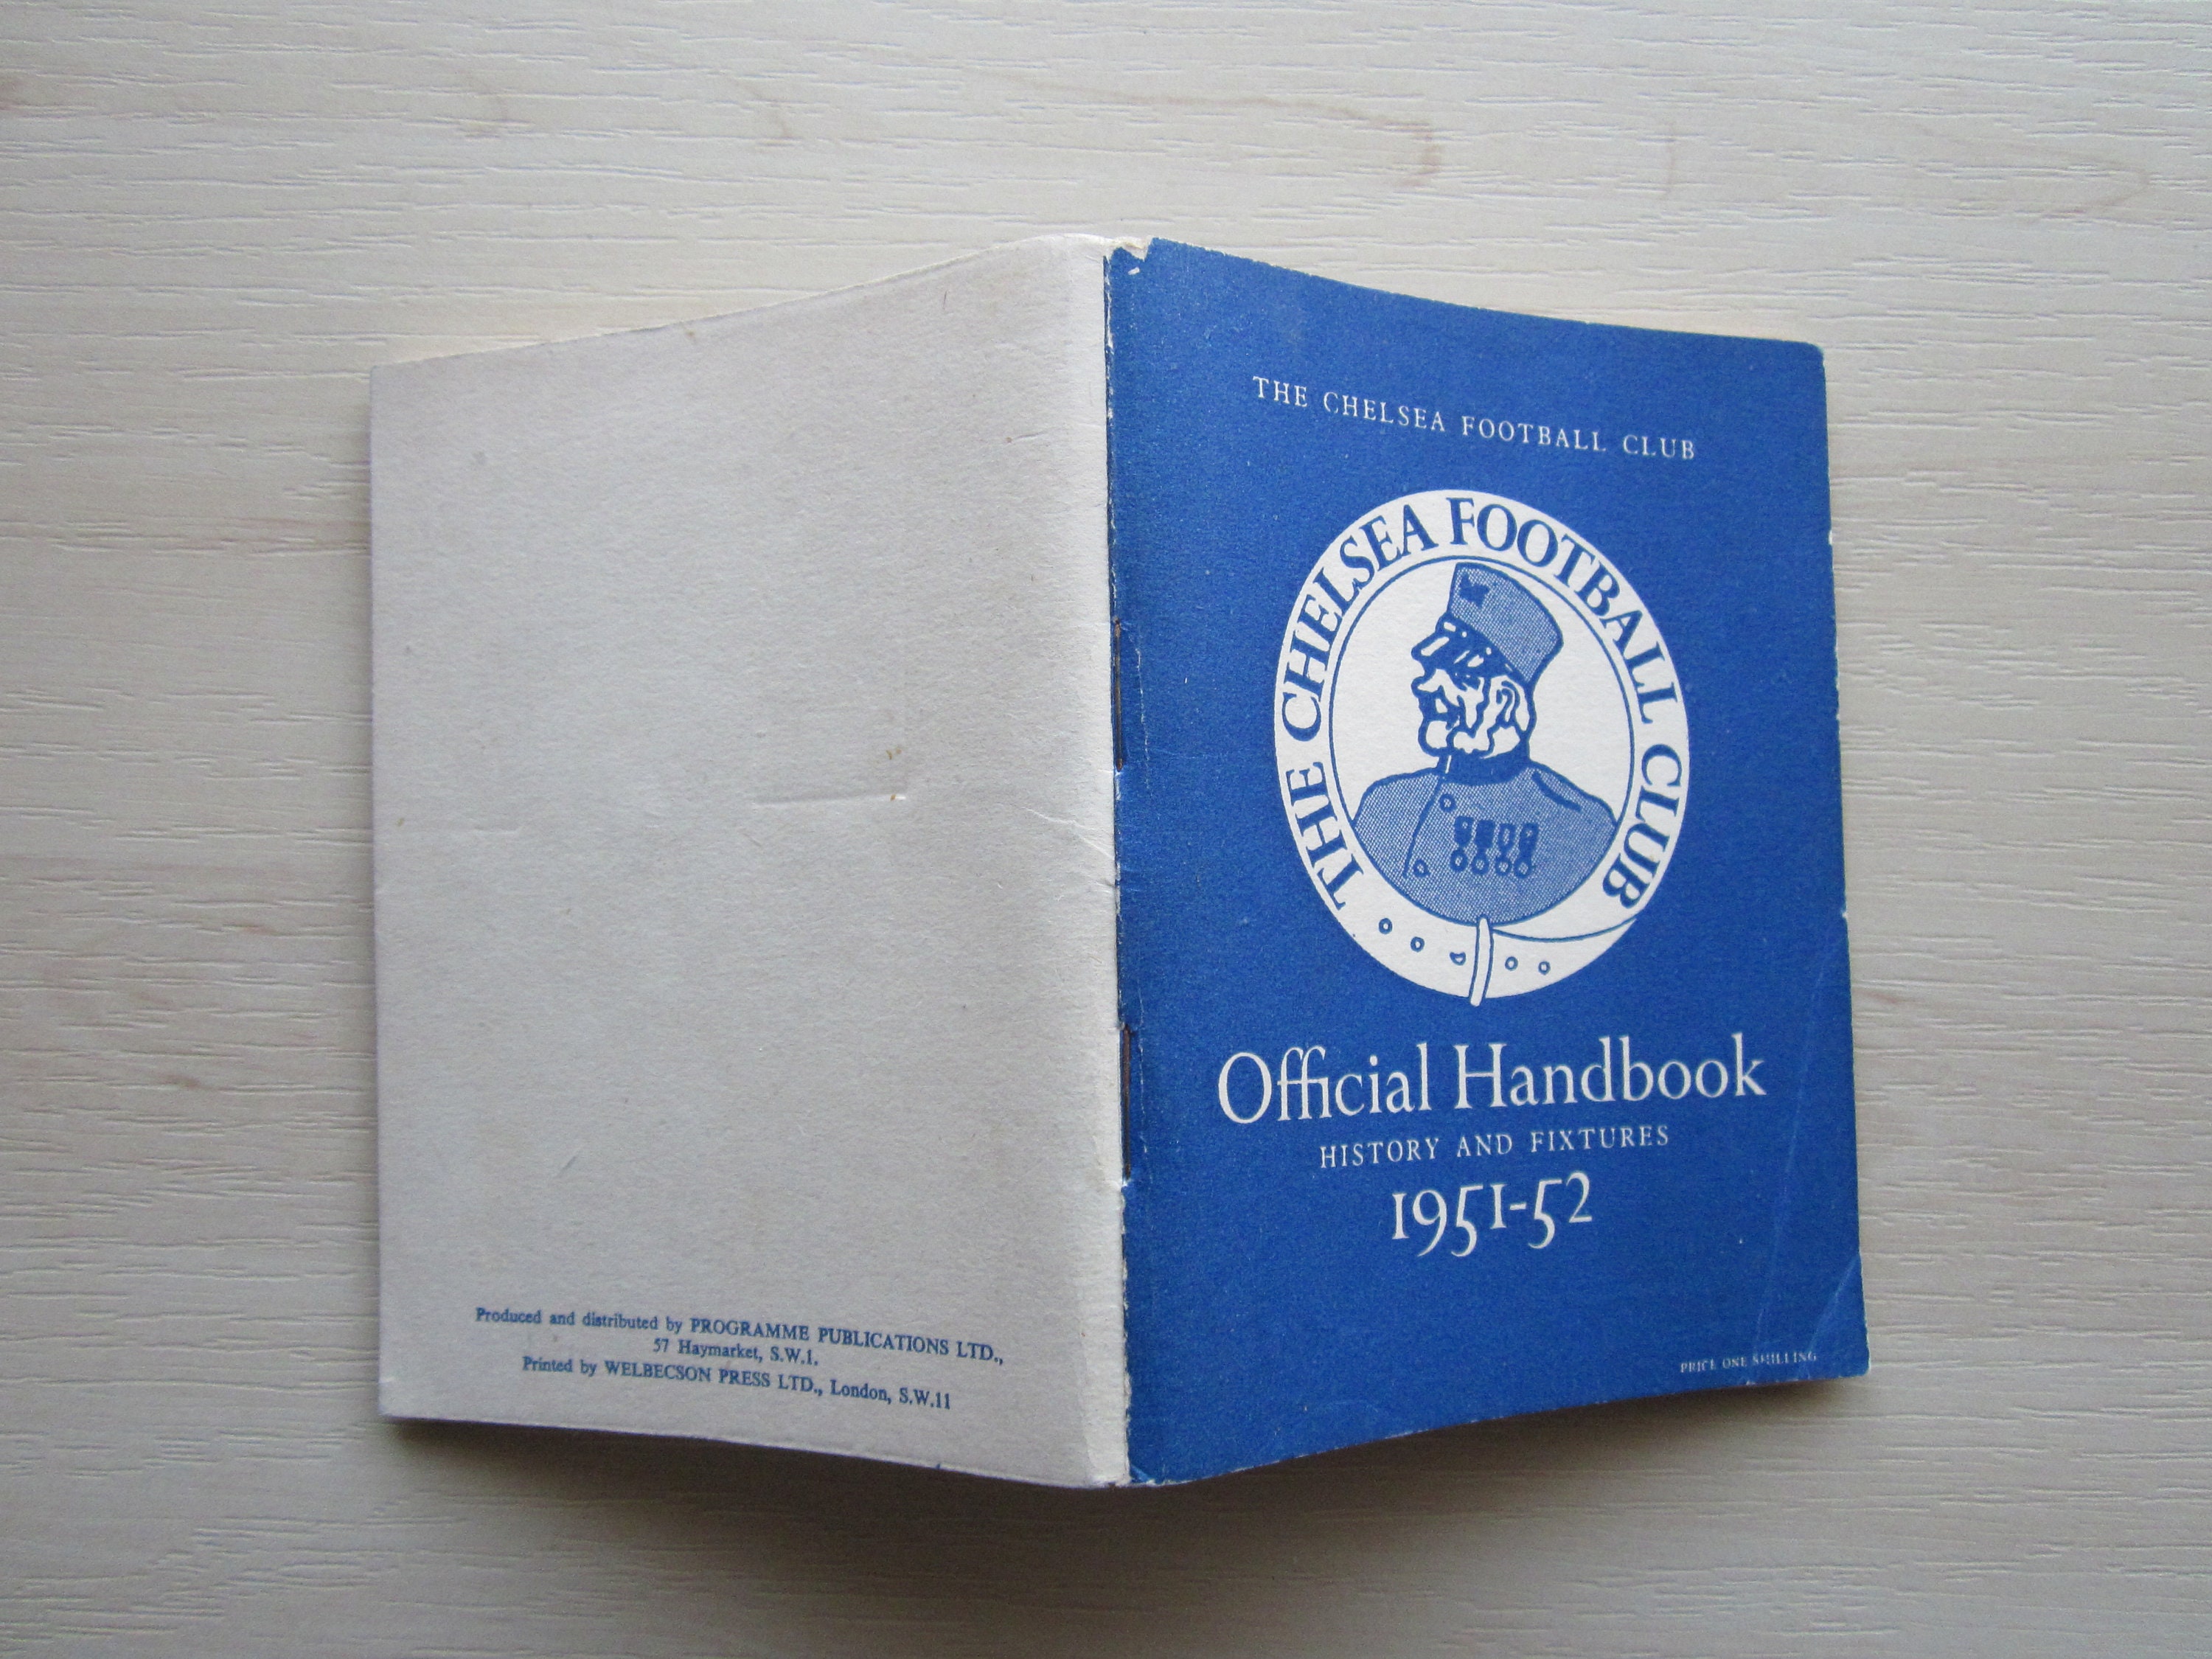 THE CHELSEA FOOTBALL CLUB
THE CHELSEA FOOTBALL CLUB
Official Handbook
HISTORY AND FIXTURES
1951-52
PRICE ONE SHILLING
Produced and distributed by PROGRAMME PUBLICATIONS LTD.,
57 Haymarket, S.W.1.
Printed by WELBECSON PRESS LTD., London, S.W.11